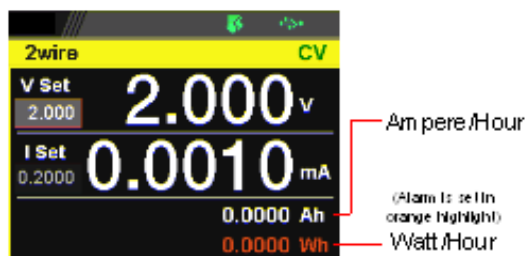 2wire CV
V Set
2.000
2.000 V
I Set
0.2000
0.0010 mA
0.0000 Ah
0.0000 Wh
Ampere/Hour
(Alarm is set in
orange highlight)
Watt/Hour